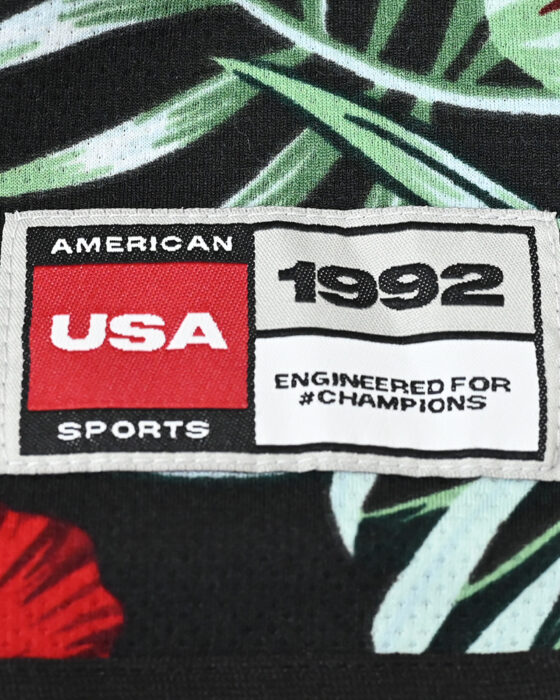 AMERICAN
USA
SPORTS
1992
ENGINEERED FOR
#CHAMPIONS